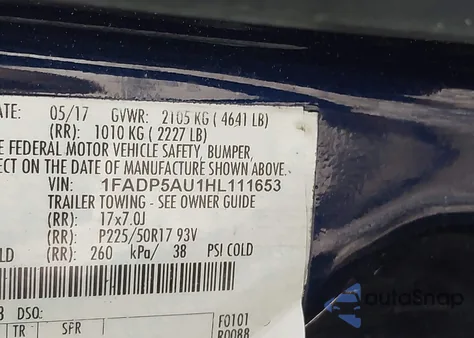 ATE: 05/17 GVWR: 2105 KG ( 4641 LB)
(RR): 1010 KG ( 2227 LB)
E FEDERAL MOTOR VEHICLE SAFETY, BUMPER,
ECT ON THE DATE OF MANUFACTURE SHOWN ABOVE.
VIN: 1FADP5AU1HL111653
TRAILER TOWING - SEE OWNER GUIDE
(RR): 17x7.0J
(RR): P225/50R17 93V
LD (RR): 260 kPa/ 38 PSI COLD
B DSO:
TR SPR
F0101
R0088
autoSnap